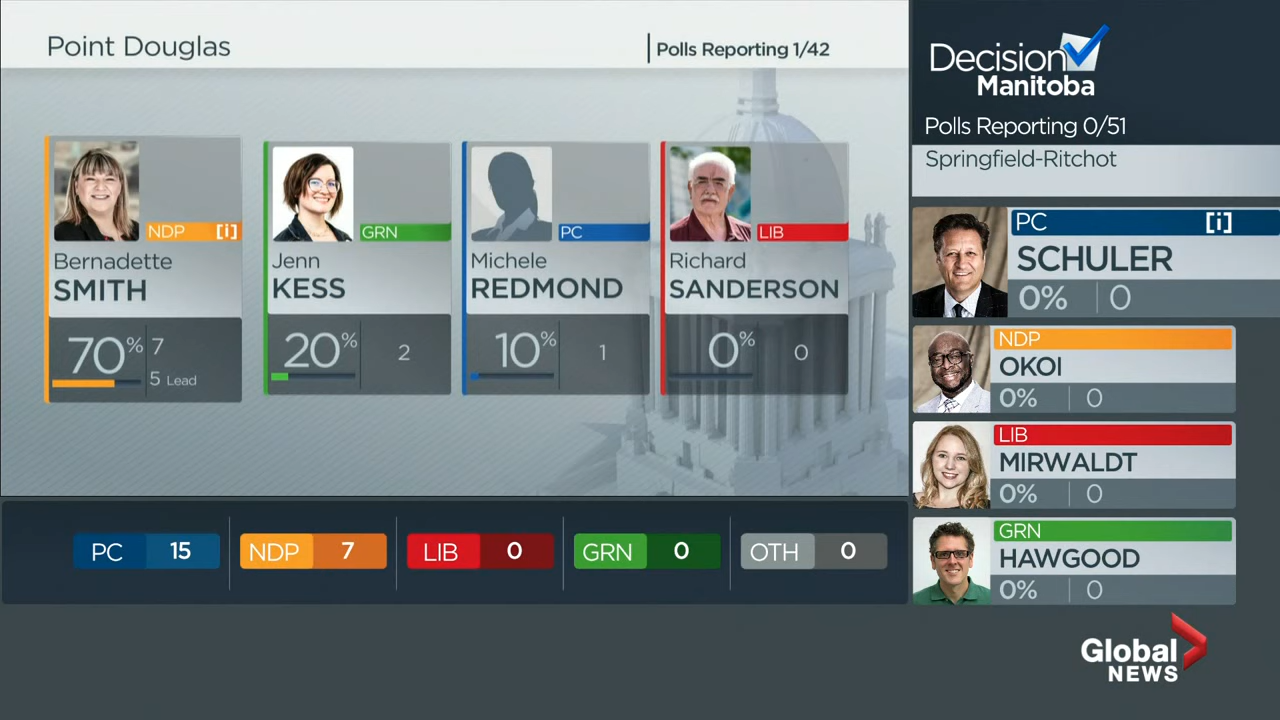 Point Douglas
Polls Reporting 1/42
NDP [i]
Bernadette
SMITH
70% 7
5 Lead
GRN
Jenn
KESS
20% 2
PC
Michele
REDMOND
10% 1
LIB
Richard
SANDERSON
0% 0
PC 15
NDP 7
LIB 0
GRN 0
OTH 0
Decision
Manitoba
Polls Reporting 0/51
Springfield-Ritchot
PC [i]
SCHULER
0% 0
NDP
OKOI
0% 0
LIB
MIRWALDT
0% 0
GRN
HAWGOOD
0% 0
Global
NEWS